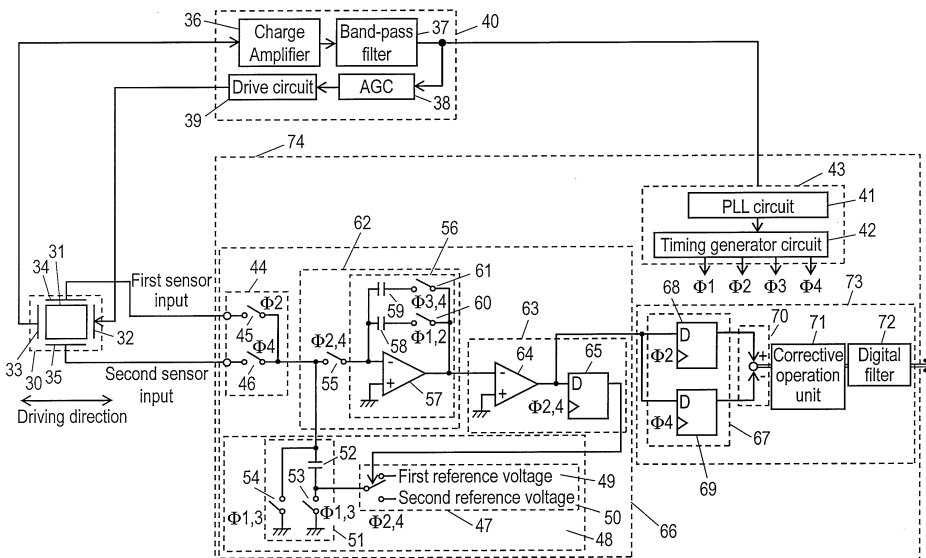 36
37
40
Charge
Amplifier
Band-pass
filter
Drive circuit
AGC
39
38
74
43
41
PLL circuit
42
Timing generator circuit
Φ1 Φ2 Φ3 Φ4
73
62
56
44
61
Φ3,4
59
60
Φ1,2
58
63
31
34
First sensor
input
Φ2
45
Φ4
Φ2,4
32
33
30
35
Second sensor
input
46
55
57
64
65
D
Φ2,4
Driving direction
68
D
Φ2
70
71
72
+
-
Corrective
operation
unit
Digital
filter
D
Φ4
67
69
52
54
53
First reference voltage
49
Second reference voltage
50
66
Φ1,3
Φ1,3
Φ2,4
47
51
48